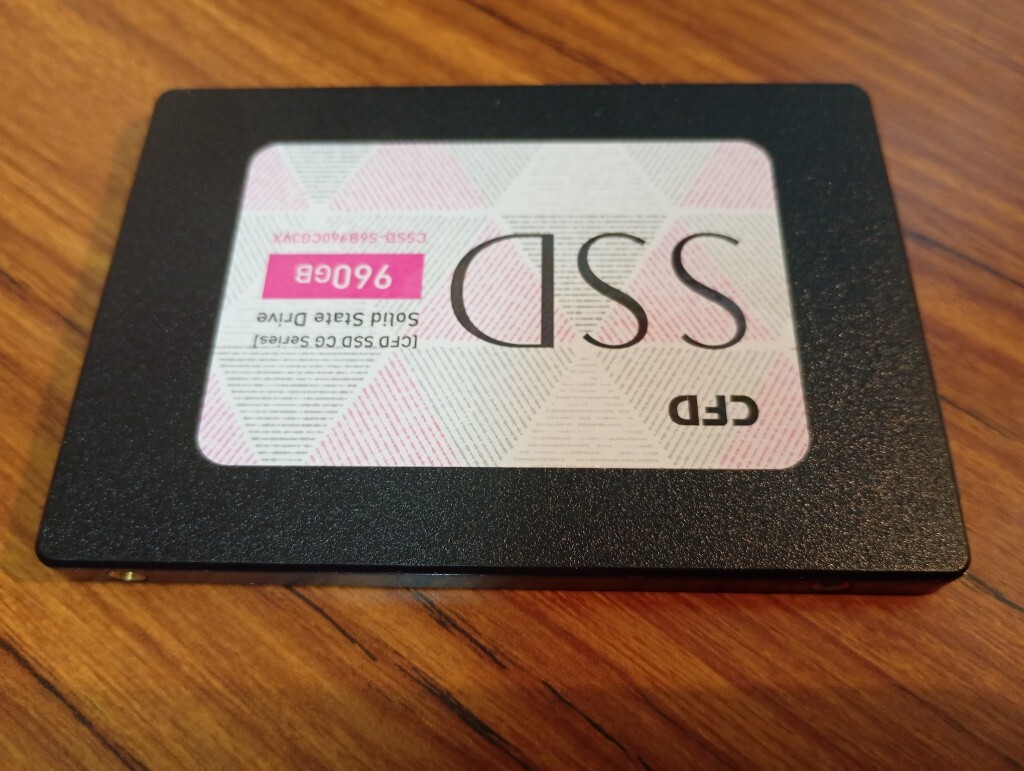 CFD
SSD
[CFD SSD CG Series]
Solid State Drive
960GB
CSSD-S6B960CG3VX